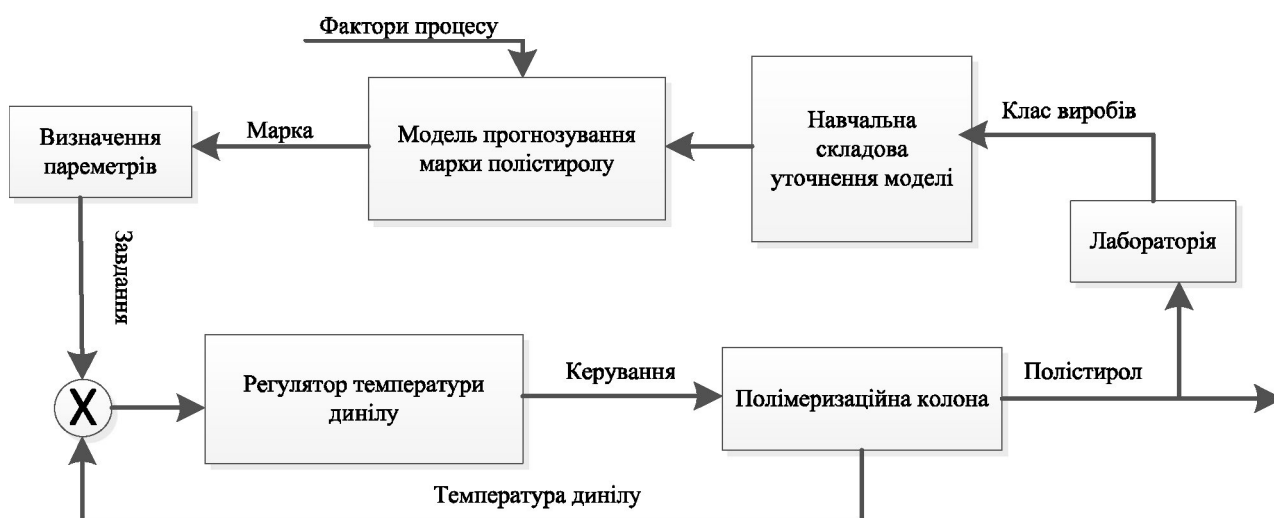 Фактори процесу
Визначення
пареметрів
Марка
Модель прогнозування
марки полістиролу
Навчальна
складова
уточнення моделі
Клас виробів
Лабораторія
Завдання
X
Регулятор температури
динілу
Керування
Полімеризаційна колона
Полістирол
Температура динілу